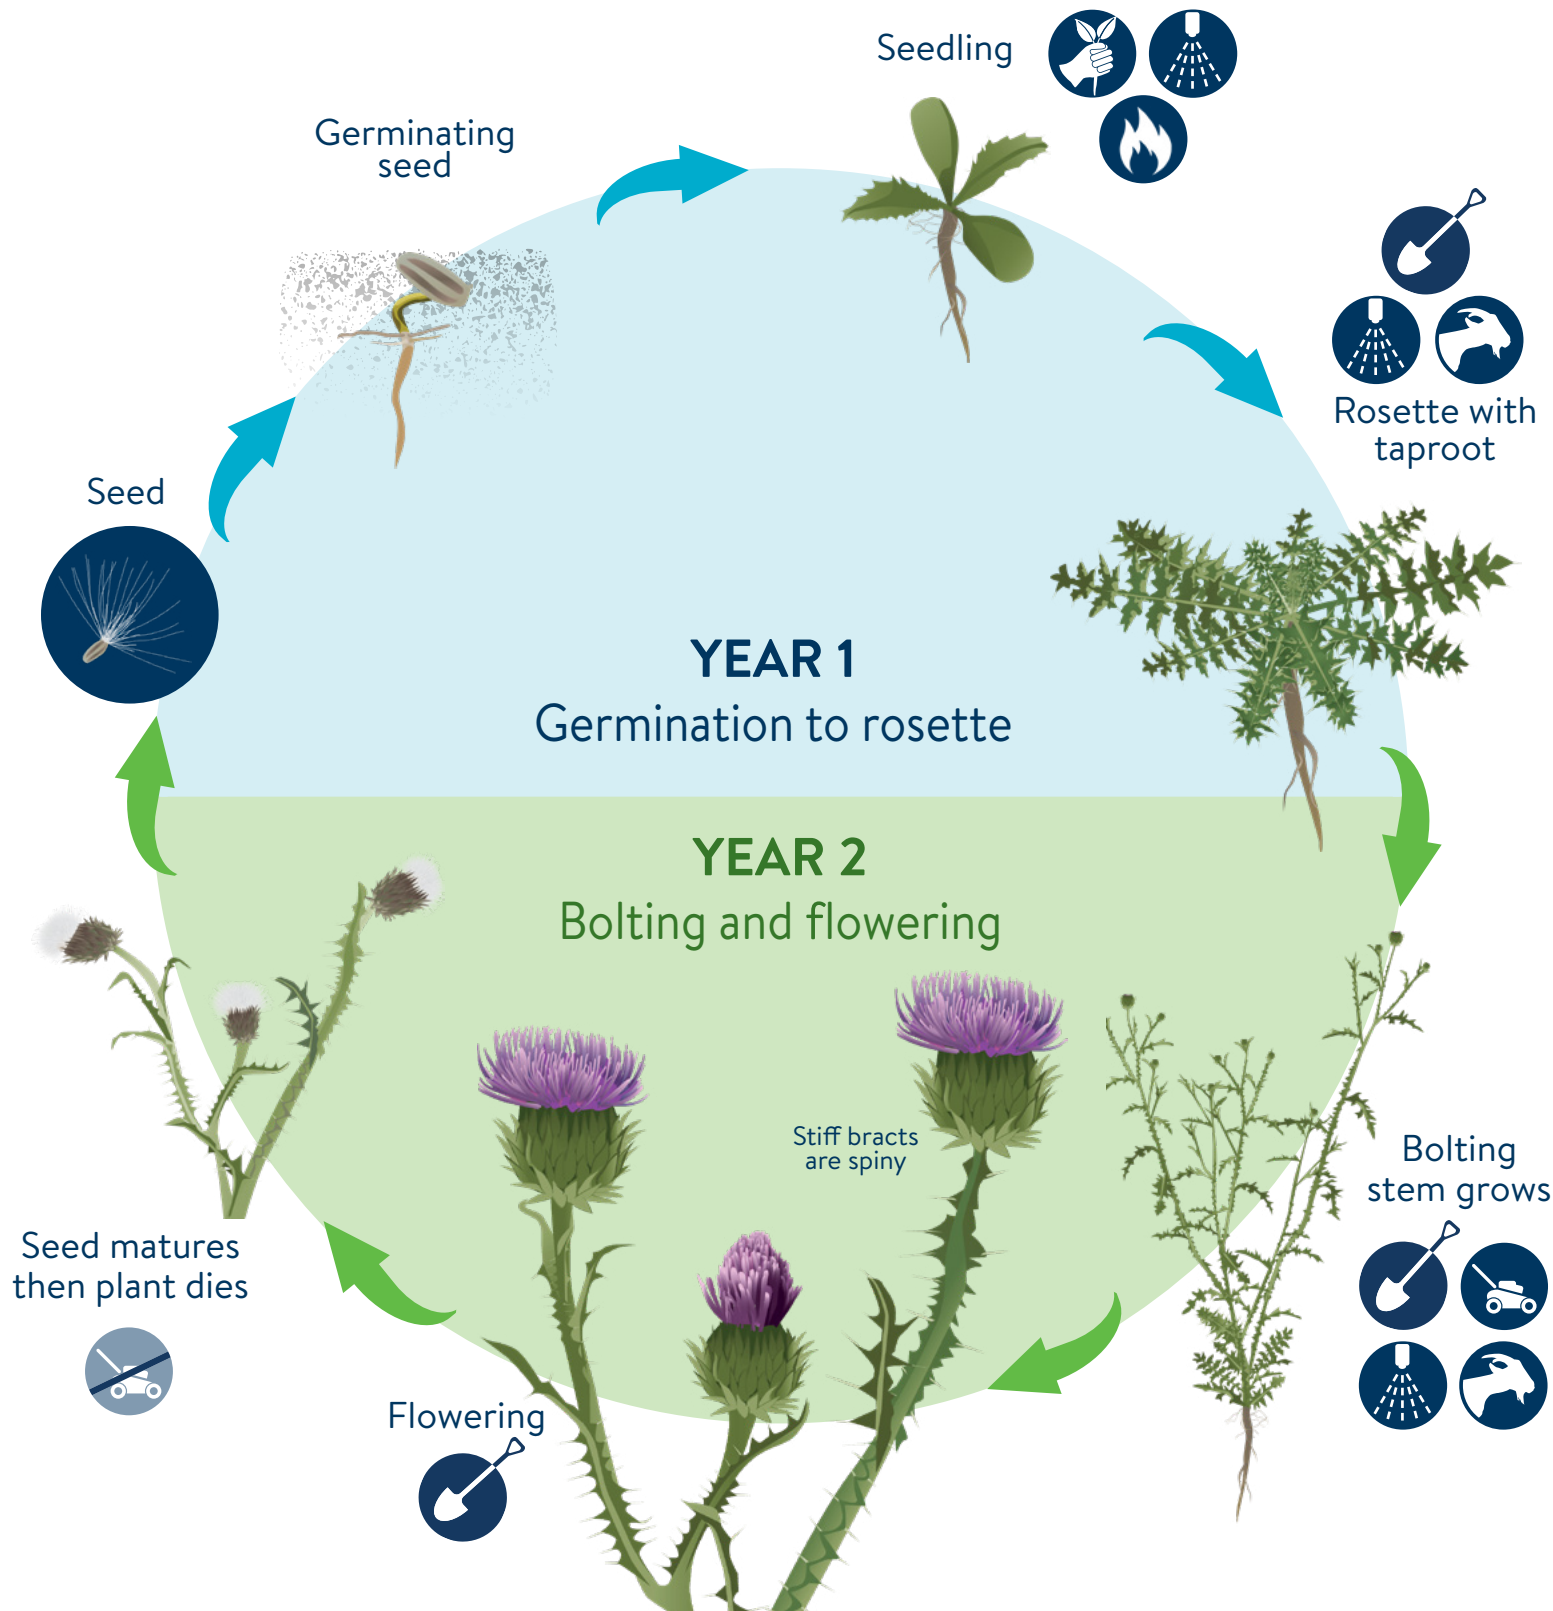 Seedling
Germinating
seed
Rosette with
taproot
Seed
YEAR 1
Germination to rosette
YEAR 2
Bolting and flowering
Stiff bracts
are spiny
Bolting
stem grows
Seed matures
then plant dies
Flowering